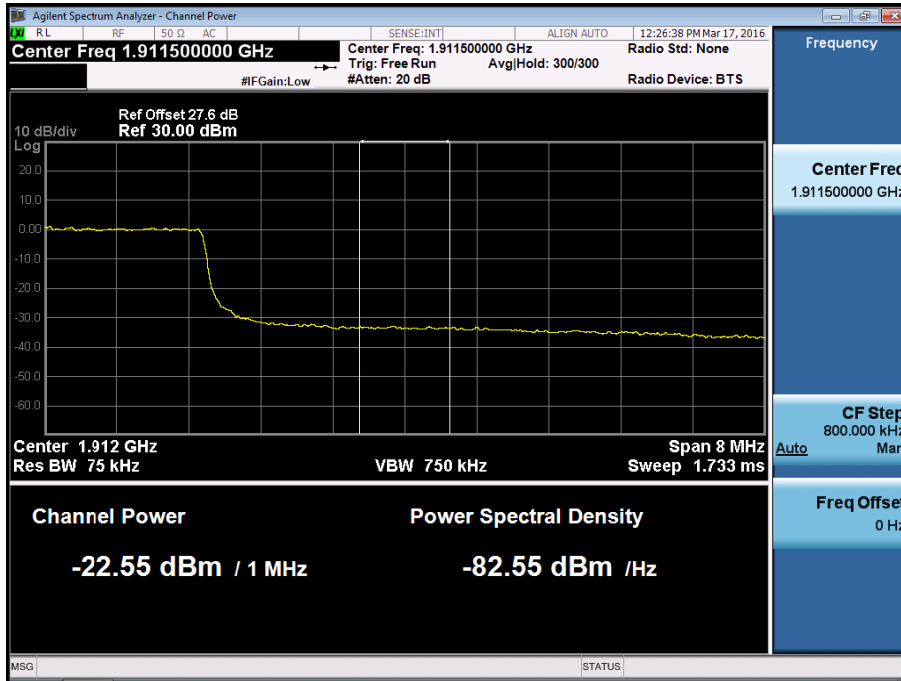 Agilent Spectrum Analyzer - Channel Power
LXI RL RF 50 Ω AC SENSE:INT ALIGN AUTO 12:26:38 PM Mar 17, 2016
Center Freq 1.911500000 GHz
Center Freq: 1.911500000 GHz Radio Std: None
Trig: Free Run Avg|Hold: 300/300
#IFGain:Low #Atten: 20 dB Radio Device: BTS
Ref Offset 27.6 dB
10 dB/div Ref 30.00 dBm
Log
20.0
10.0
0.00
-10.0
-20.0
-30.0
-40.0
-50.0
-60.0
Center 1.912 GHz Span 8 MHz
Res BW 75 kHz VBW 750 kHz Sweep 1.733 ms
Channel Power Power Spectral Density
-22.55 dBm / 1 MHz -82.55 dBm /Hz
MSG STATUS
Frequency
Center Freq
1.911500000 GHz
CF Step
800.000 kHz
Auto Man
Freq Offset
0 Hz